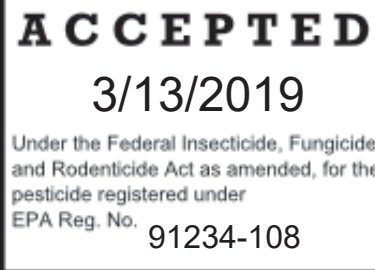 ACCEPTED
3/13/2019
Under the Federal Insecticide, Fungicide
and Rodenticide Act as amended, for the
pesticide registered under
EPA Reg. No. 91234-108